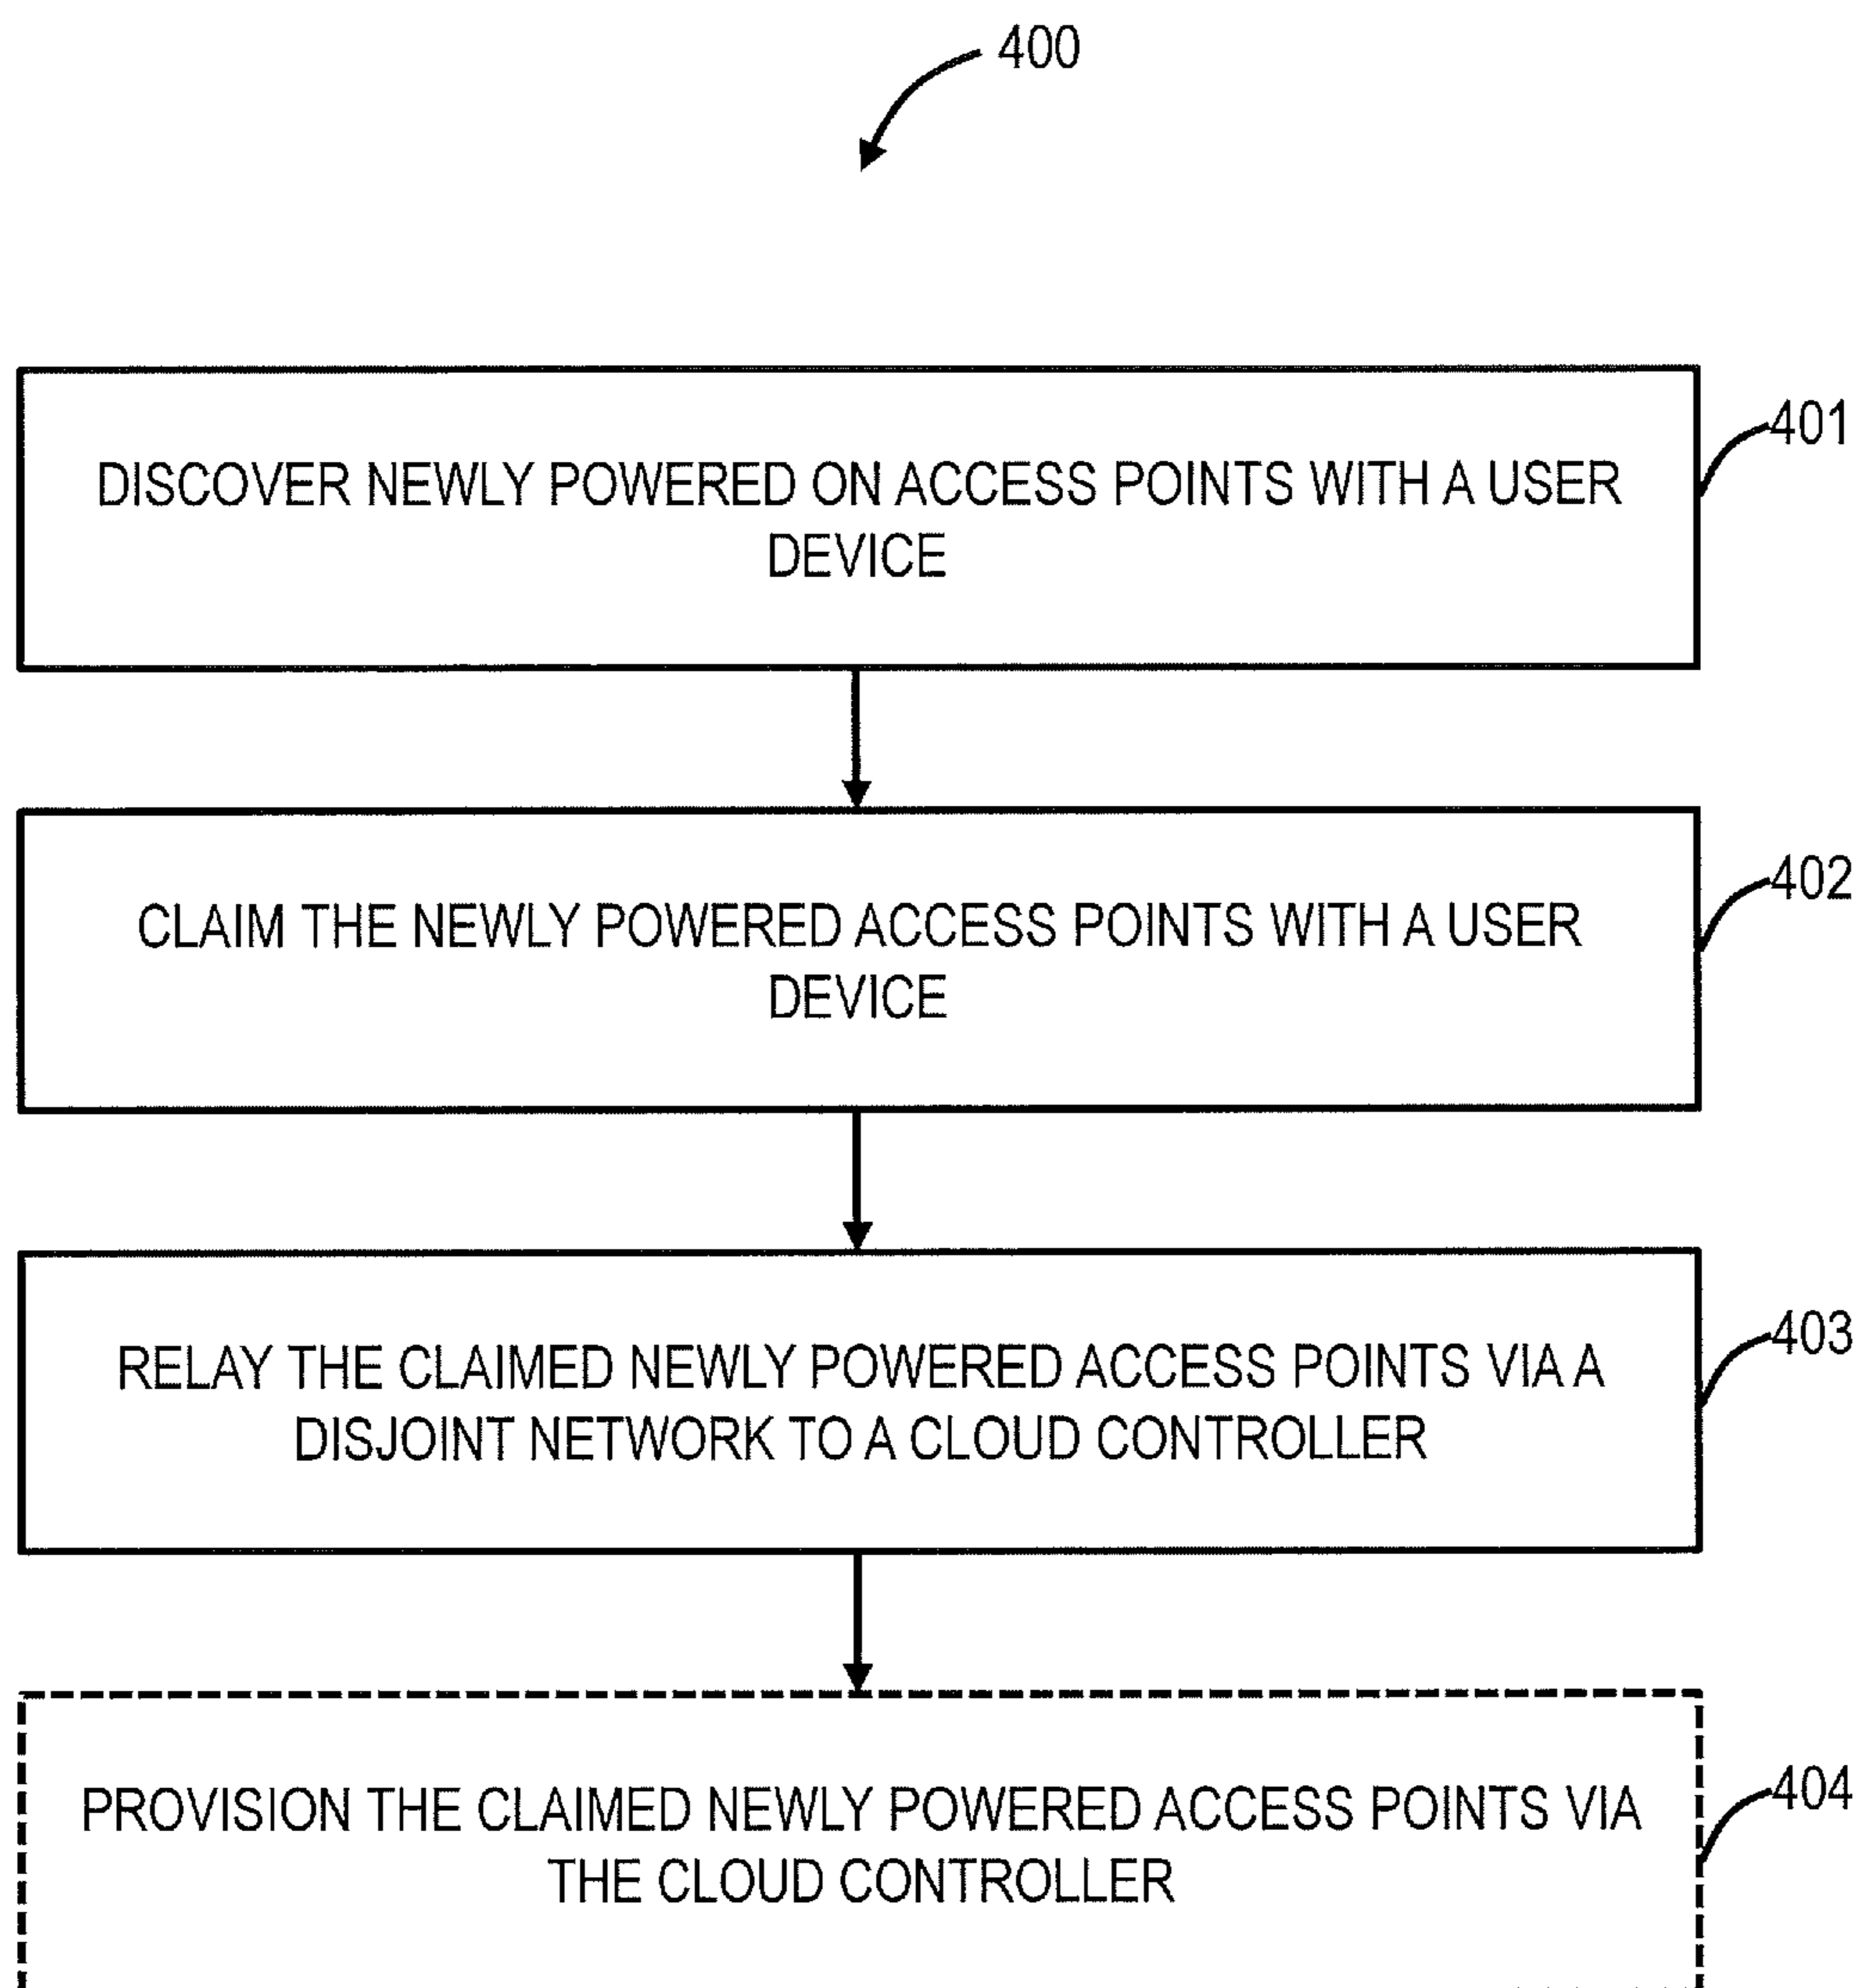 400
DISCOVER NEWLY POWERED ON ACCESS POINTS WITH A USER
DEVICE
401
CLAIM THE NEWLY POWERED ACCESS POINTS WITH A USER
DEVICE
402
RELAY THE CLAIMED NEWLY POWERED ACCESS POINTS VIA A
DISJOINT NETWORK TO A CLOUD CONTROLLER
403
PROVISION THE CLAIMED NEWLY POWERED ACCESS POINTS VIA
THE CLOUD CONTROLLER
404